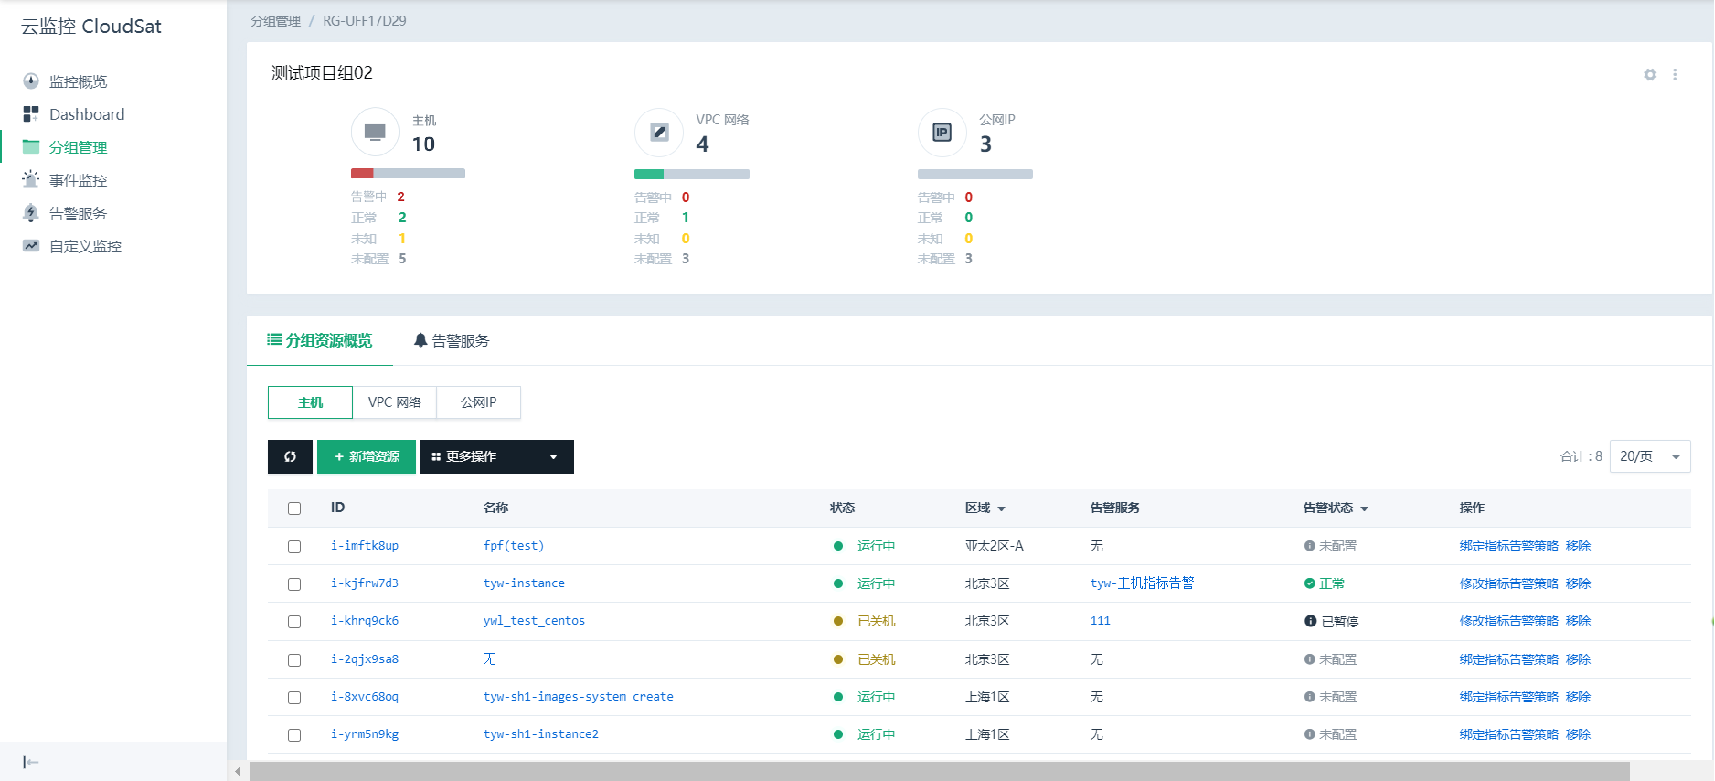 云监控 CloudSat
监控概览
Dashboard
分组管理
事件监控
告警服务
自定义监控
分组管理 / RG-UFF17D29
测试项目组02
主机
10
告警中 2
正常 2
未知 1
未配置 5
VPC 网络
4
告警中 0
正常 1
未知 0
未配置 3
公网IP
3
告警中 0
正常 0
未知 0
未配置 3
分组资源概览 告警服务
主机 VPC 网络 公网IP
+ 新增资源 更多操作 合计 : 8 20/页
ID 名称 状态 区域 告警服务 告警状态 操作
i-imftk8up fpf(test) 运行中 亚太2区-A 无 未配置 绑定指标告警策略 移除
i-kjfrw7d3 tyw-instance 运行中 北京3区 tyw-主机指标告警 正常 修改指标告警策略 移除
i-khrq9ck6 ywl_test_centos 已关机 北京3区 111 已暂停 修改指标告警策略 移除
i-2qjx9sa8 无 已关机 北京3区 无 未配置 绑定指标告警策略 移除
i-8xvc68oq tyw-sh1-images-system create 运行中 上海1区 无 未配置 绑定指标告警策略 移除
i-yrm5n9kg tyw-sh1-instance2 运行中 上海1区 无 未配置 绑定指标告警策略 移除